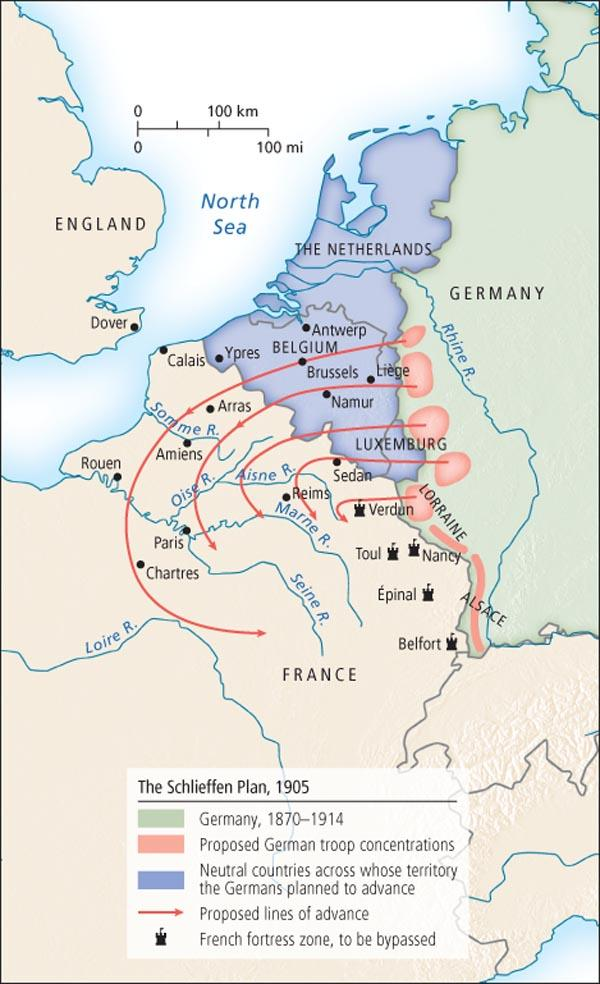 0 100 km
0 100 mi
North
Sea
ENGLAND
THE NETHERLANDS
GERMANY
Rhine R.
Dover
Antwerp
Calais
Ypres
BELGIUM
Brussels
Liège
Namur
Arras
Somme R.
LUXEMBURG
Amiens
Rouen
Sedan
Oise R.
Aisne R.
Reims
Verdun
LORRAINE
Marne R.
Paris
Toul
Nancy
Chartres
Épinal
Seine R.
ALSACE
Loire R.
Belfort
FRANCE
The Schlieffen Plan, 1905
Germany, 1870–1914
Proposed German troop concentrations
Neutral countries across whose territory
the Germans planned to advance
Proposed lines of advance
French fortress zone, to be bypassed